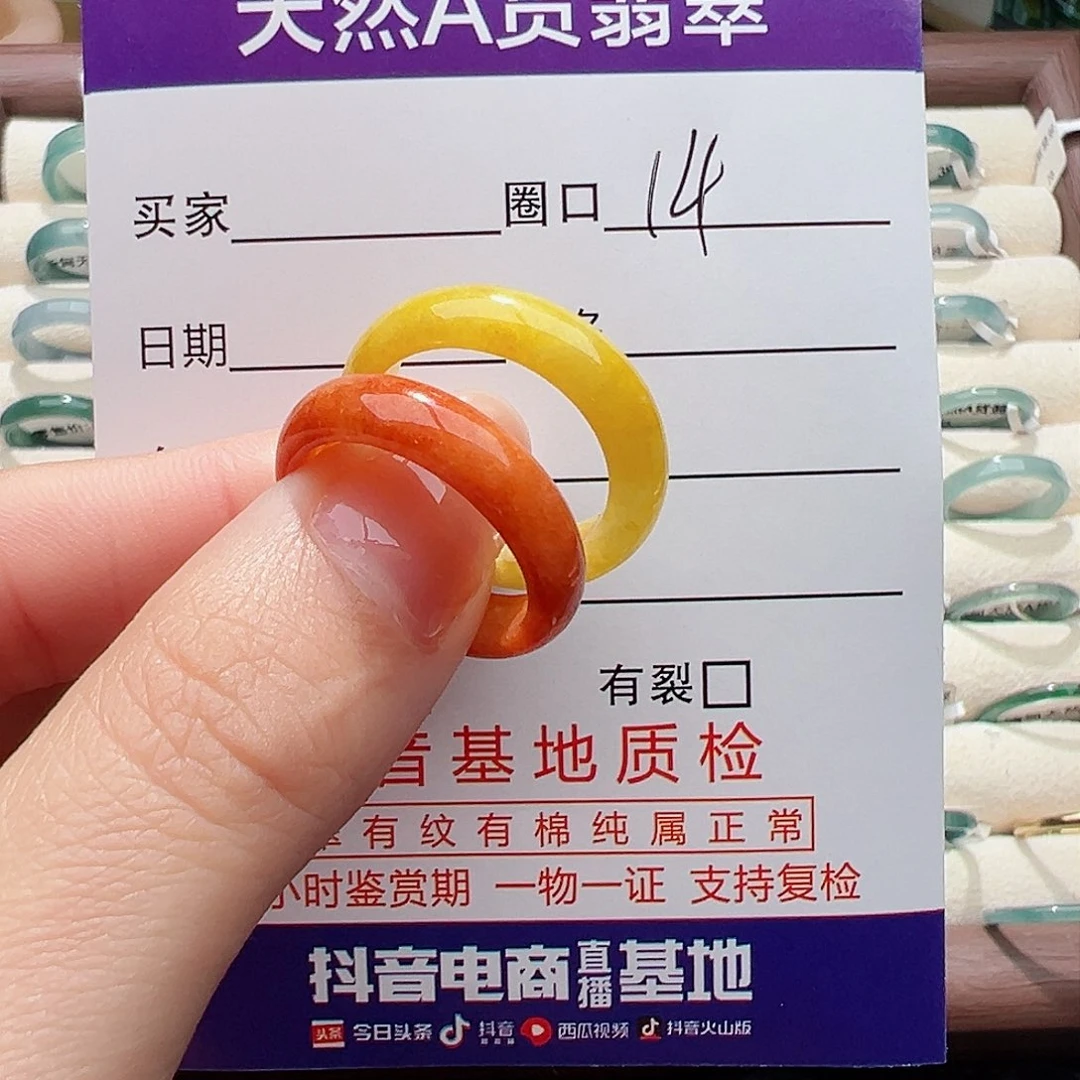 天然A货翡翠
买家 圈口 14
日期
有裂
音基地质检
有纹有棉纯属正常
小时鉴赏期 一物一证 支持复检
抖音电商直播基地
头条 今日头条 抖音 西瓜视频 抖音火山版